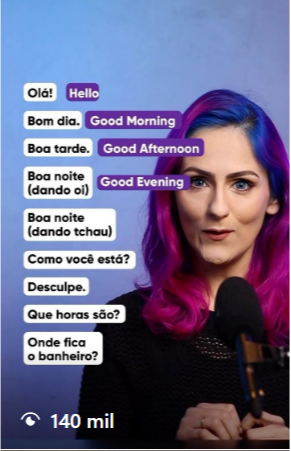 Olá! Hello
Bom dia. Good Morning
Boa tarde. Good Afternoon
Boa noite
(dando oi) Good Evening
Boa noite
(dando tchau)
Como você está?
Desculpe.
Que horas são?
Onde fica
o banheiro?
140 mil